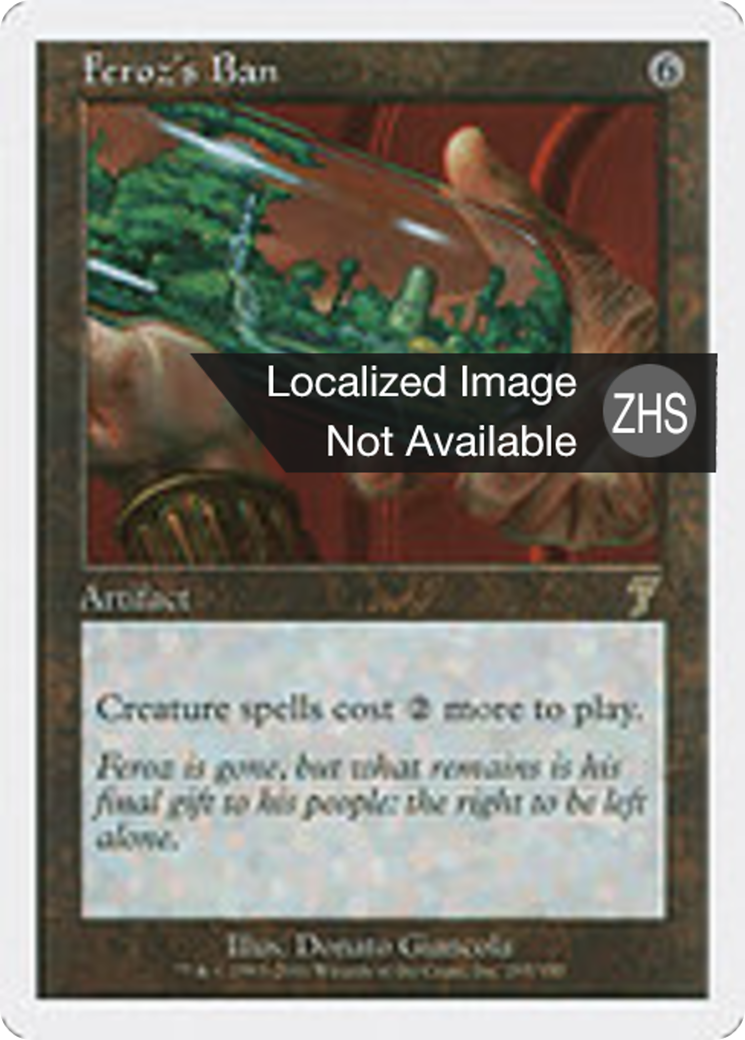 Feroz's Ban
6
Localized Image
Not Available
ZHS
Artifact
Creature spells cost 2 more to play.
Feroz is gone, but what remains is his
final gift to his people: the right to be left
alone.
Illus. Donato Giancola